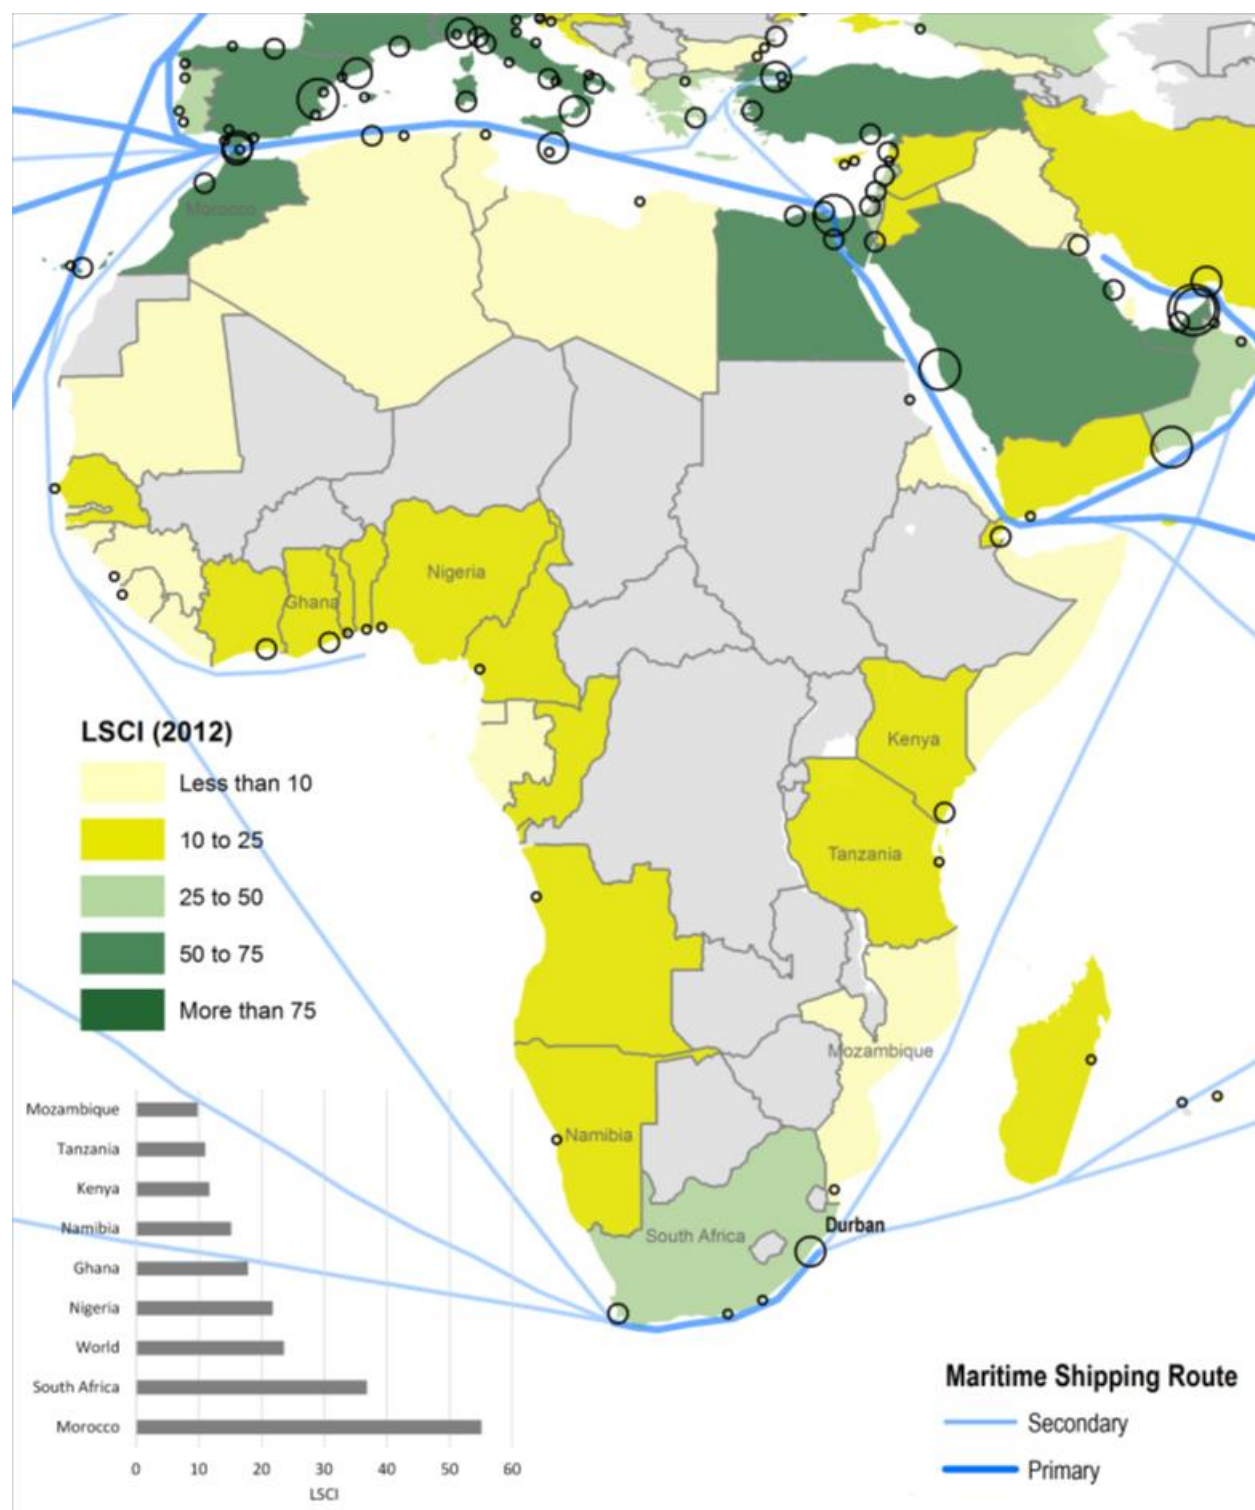 Morocco
Nigeria
Ghana
Kenya
Tanzania
Mozambique
Namibia
South Africa
Durban
LSCI (2012)
Less than 10
10 to 25
25 to 50
50 to 75
More than 75
Mozambique
Tanzania
Kenya
Namibia
Ghana
Nigeria
World
South Africa
Morocco
0 10 20 30 40 50 60
LSCI
Maritime Shipping Route
Secondary
Primary